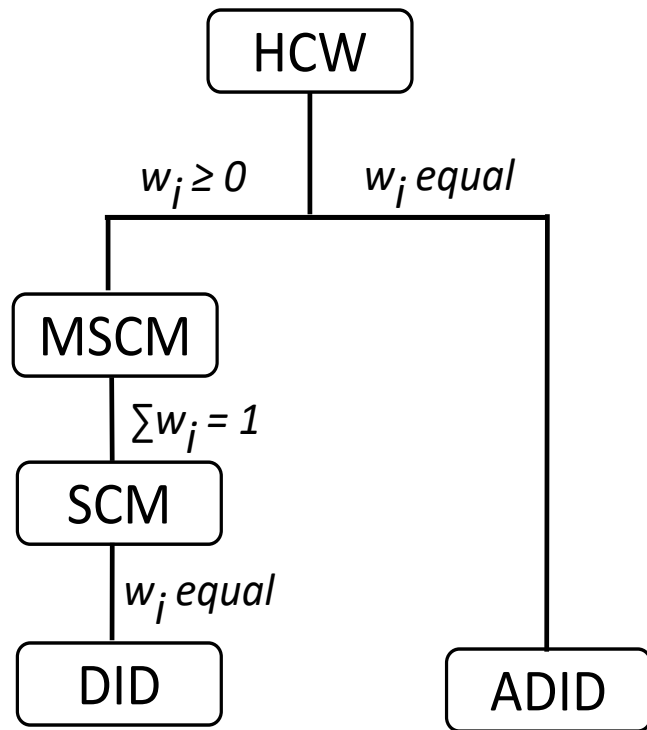 HCW
w_i ≥ 0
w_i equal
MSCM
∑w_i = 1
SCM
w_i equal
DID
ADID